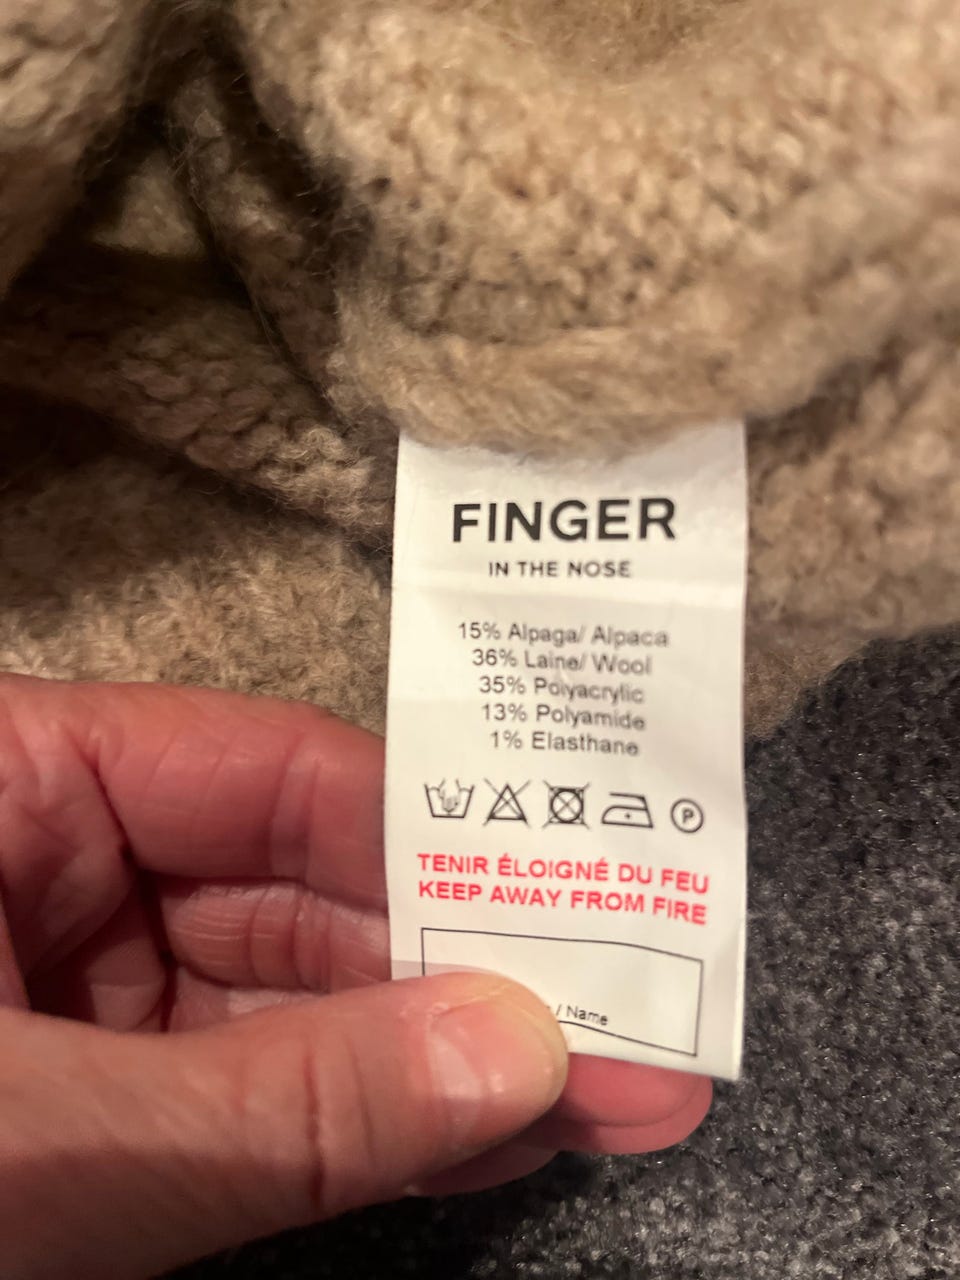 FINGER
IN THE NOSE
15% Alpaga/ Alpaca
36% Laine/ Wool
35% Polyacrylic
13% Polyamide
1% Elasthane
P
TENIR ÉLOIGNÉ DU FEU
KEEP AWAY FROM FIRE
/ Name